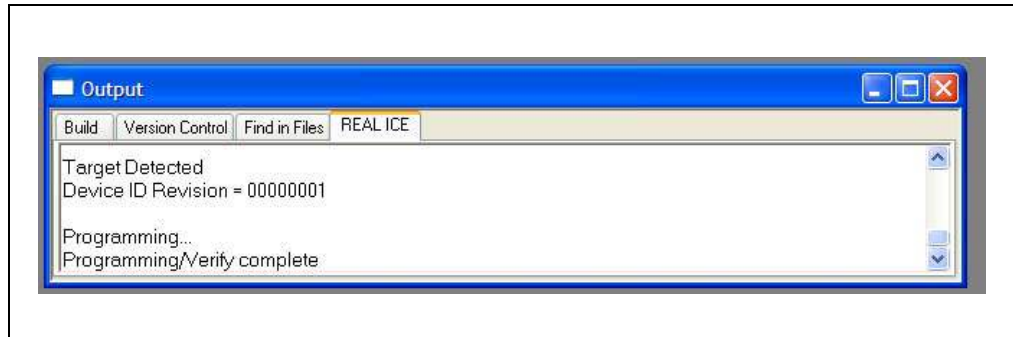 Output
Build Version Control Find in Files REAL ICE
Target Detected
Device ID Revision = 00000001
Programming...
Programming/Verify complete